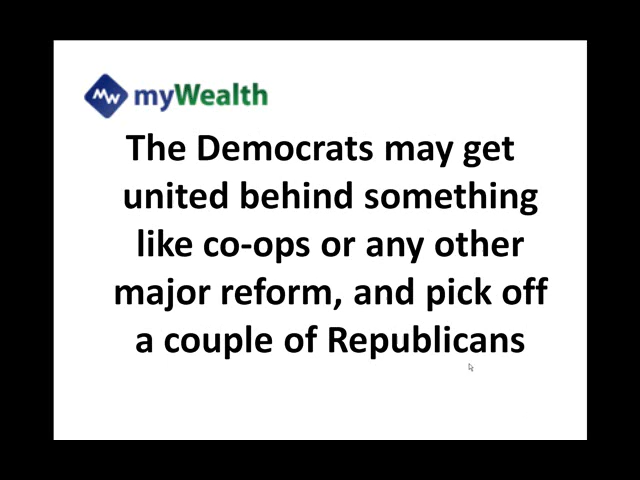 MW myWealth
The Democrats may get
united behind something
like co-ops or any other
major reform, and pick off
a couple of Republicans